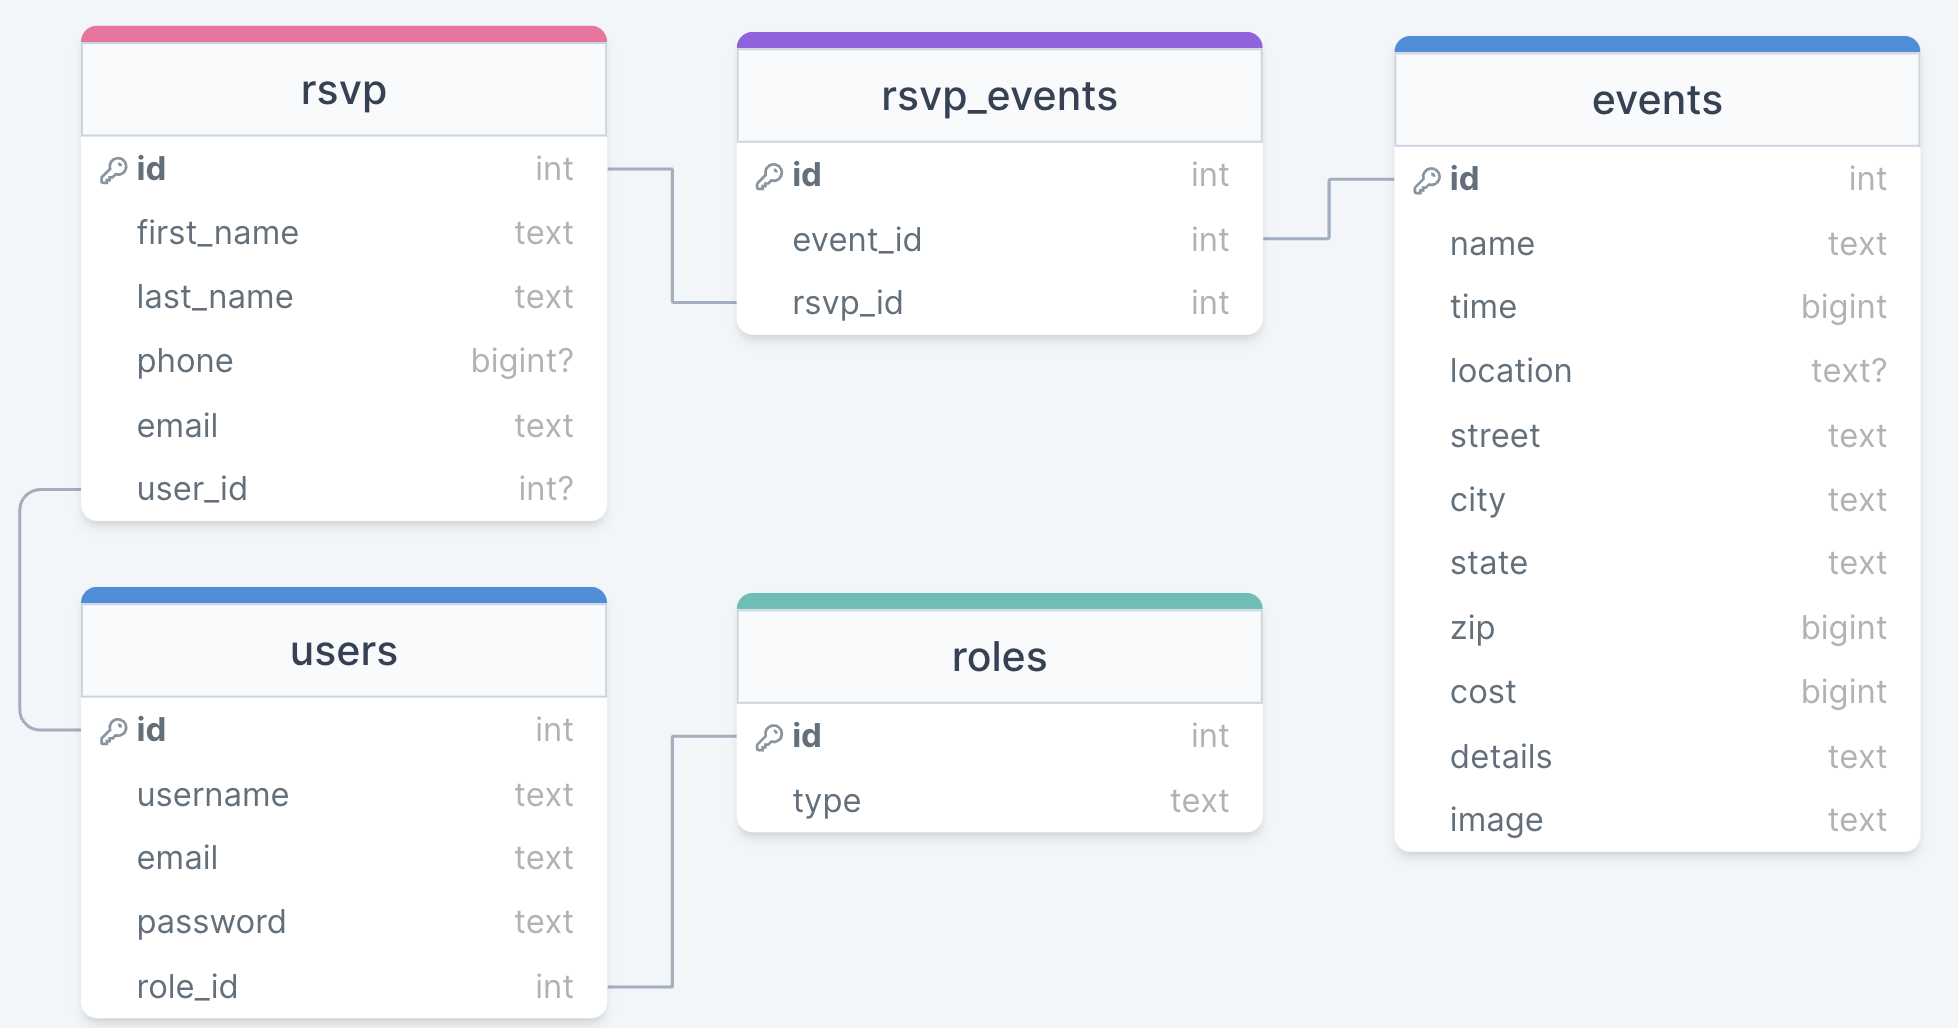 rsvp
id int
first_name text
last_name text
phone bigint?
email text
user_id int?
rsvp_events
id int
event_id int
rsvp_id int
events
id int
name text
time bigint
location text?
street text
city text
state text
zip bigint
cost bigint
details text
image text
users
id int
username text
email text
password text
role_id int
roles
id int
type text